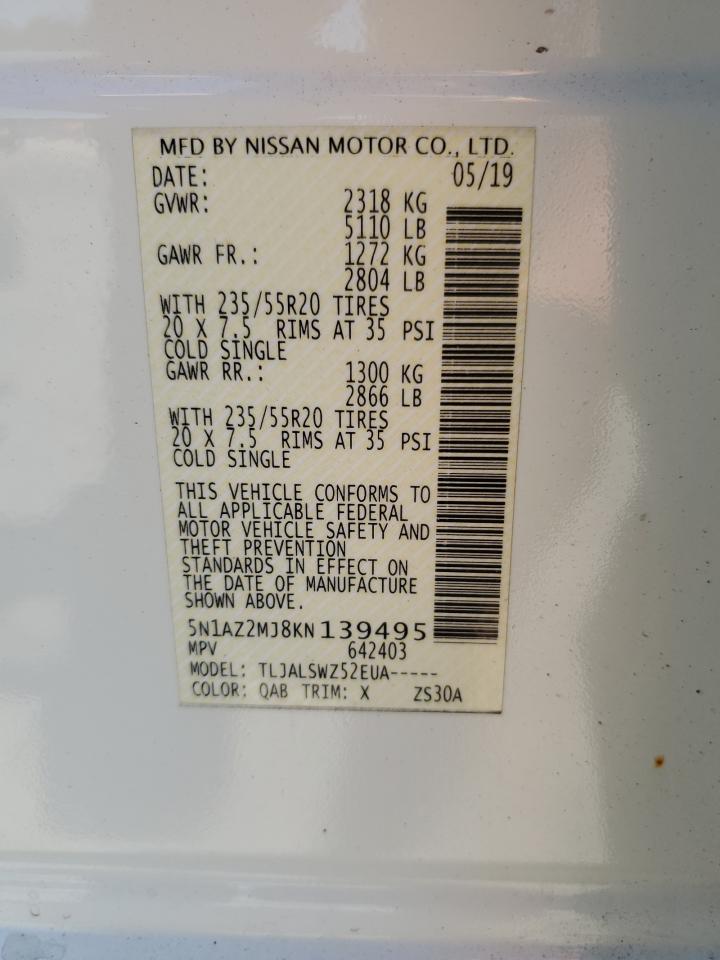 MFD BY NISSAN MOTOR CO., LTD.
DATE: 05/19
GVWR: 2318 KG
5110 LB
GAWR FR.: 1272 KG
2804 LB
WITH 235/55R20 TIRES
20 X 7.5 RIMS AT 35 PSI
COLD SINGLE
GAWR RR.: 1300 KG
2866 LB
WITH 235/55R20 TIRES
20 X 7.5 RIMS AT 35 PSI
COLD SINGLE
THIS VEHICLE CONFORMS TO
ALL APPLICABLE FEDERAL
MOTOR VEHICLE SAFETY AND
THEFT PREVENTION
STANDARDS IN EFFECT ON
THE DATE OF MANUFACTURE
SHOWN ABOVE.
5N1AZ2MJ8KN139495
MPV 642403
MODEL: TLJALSWZ52EUA-----
COLOR: QAB TRIM: X ZS30A